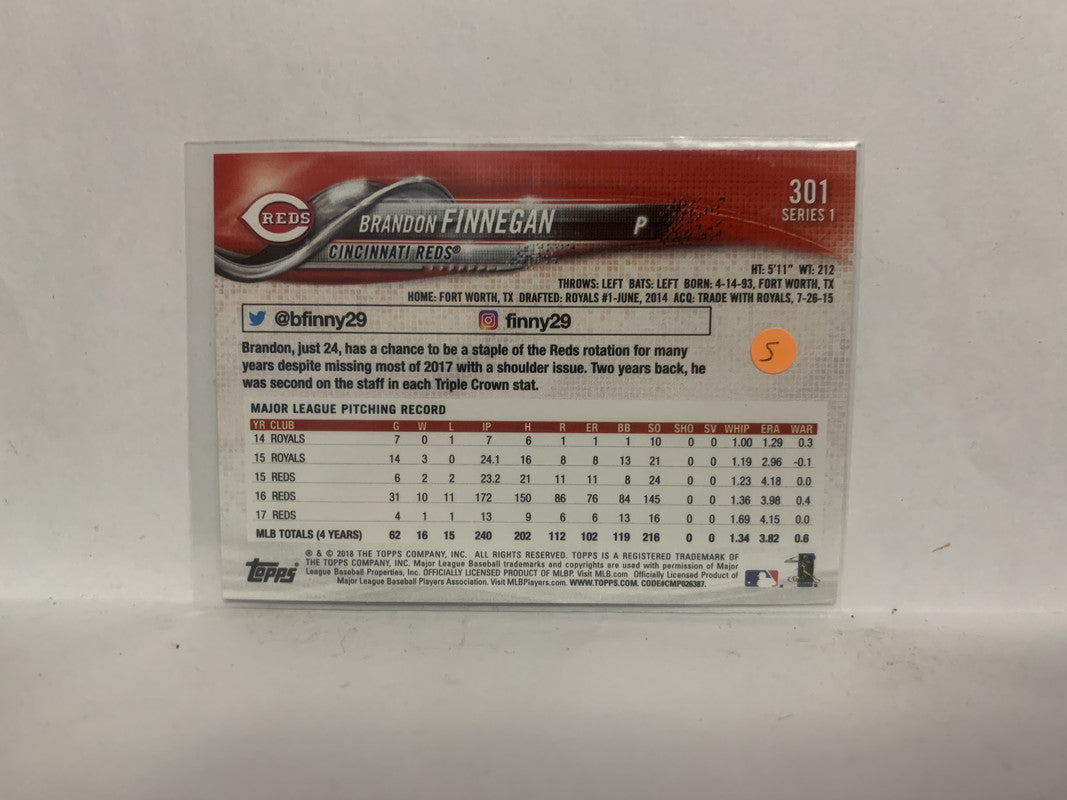 REDS
BRANDON FINNEGAN P
CINCINNATI REDS®
301
SERIES 1
HT: 5'11" WT: 212
THROWS: LEFT BATS: LEFT BORN: 4-14-93, FORT WORTH, TX
HOME: FORT WORTH, TX DRAFTED: ROYALS #1-JUNE, 2014 ACQ: TRADE WITH ROYALS, 7-26-15
@bfinny29 finny29
5
Brandon, just 24, has a chance to be a staple of the Reds rotation for many
years despite missing most of 2017 with a shoulder issue. Two years back, he
was second on the staff in each Triple Crown stat.
MAJOR LEAGUE PITCHING RECORD
YR CLUB G W L IP H R ER BB SO SHO SV WHIP ERA WAR
14 ROYALS 7 0 1 7 6 1 1 1 10 0 0 1.00 1.29 0.3
15 ROYALS 14 3 0 24.1 16 8 8 13 21 0 0 1.19 2.96 -0.1
15 REDS 6 2 2 23.2 21 11 11 8 24 0 0 1.23 4.18 0.0
16 REDS 31 10 11 172 150 86 76 84 145 0 0 1.36 3.98 0.4
17 REDS 4 1 1 13 9 6 6 13 16 0 0 1.69 4.15 0.0
MLB TOTALS (4 YEARS) 62 16 15 240 202 112 102 119 216 0 0 1.34 3.82 0.6
Topps®
® & © 2018 THE TOPPS COMPANY, INC. ALL RIGHTS RESERVED. TOPPS IS A REGISTERED TRADEMARK OF
THE TOPPS COMPANY, INC. Major League Baseball trademarks and copyrights are used with permission of Major
League Baseball Properties, Inc. OFFICIALLY LICENSED PRODUCT OF MLBP. Visit MLB.com Officially Licensed Product of
Major League Baseball Players Association. Visit MLBPlayers.com. WWW.TOPPS.COM. CODE#CMP026387.